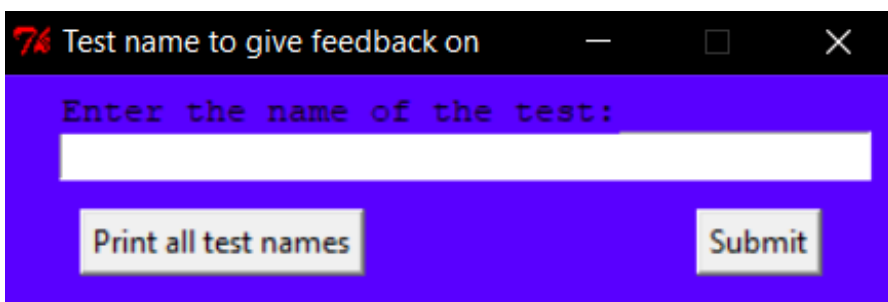 Test name to give feedback on
Enter the name of the test:
Print all test names
Submit